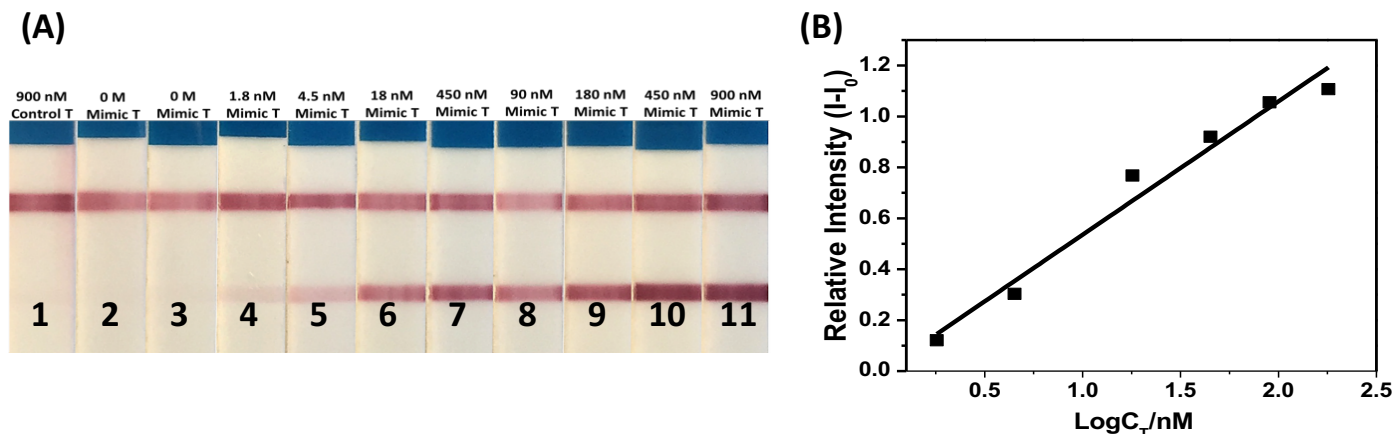 (A)
900 nM 0 M 0 M 1.8 nM 4.5 nM 18 nM 450 nM 90 nM 180 nM 450 nM 900 nM
Control T Mimic T Mimic T Mimic T Mimic T Mimic T Mimic T Mimic T Mimic T Mimic T Mimic T
1 2 3 4 5 6 7 8 9 10 11
(B)
Relative Intensity (I-I0)
1.2
1.0
0.8
0.6
0.4
0.2
0.0
0.5 1.0 1.5 2.0 2.5
LogCT/nM